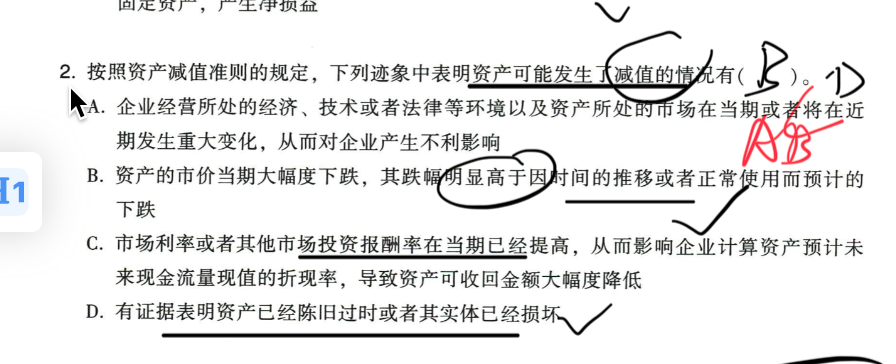 固定资产，产生净损益
2. 按照资产减值准则的规定，下列迹象中表明资产可能发生了减值的情况有( B )。 D
A. 企业经营所处的经济、技术或者法律等环境以及资产所处的市场在当期或者将在近
期发生重大变化，从而对企业产生不利影响
AB
B. 资产的市价当期大幅度下跌，其跌幅明显高于因时间的推移或者正常使用而预计的
下跌
C. 市场利率或者其他市场投资报酬率在当期已经提高，从而影响企业计算资产预计未
来现金流量现值的折现率，导致资产可收回金额大幅度降低
D. 有证据表明资产已经陈旧过时或者其实体已经损坏
H1